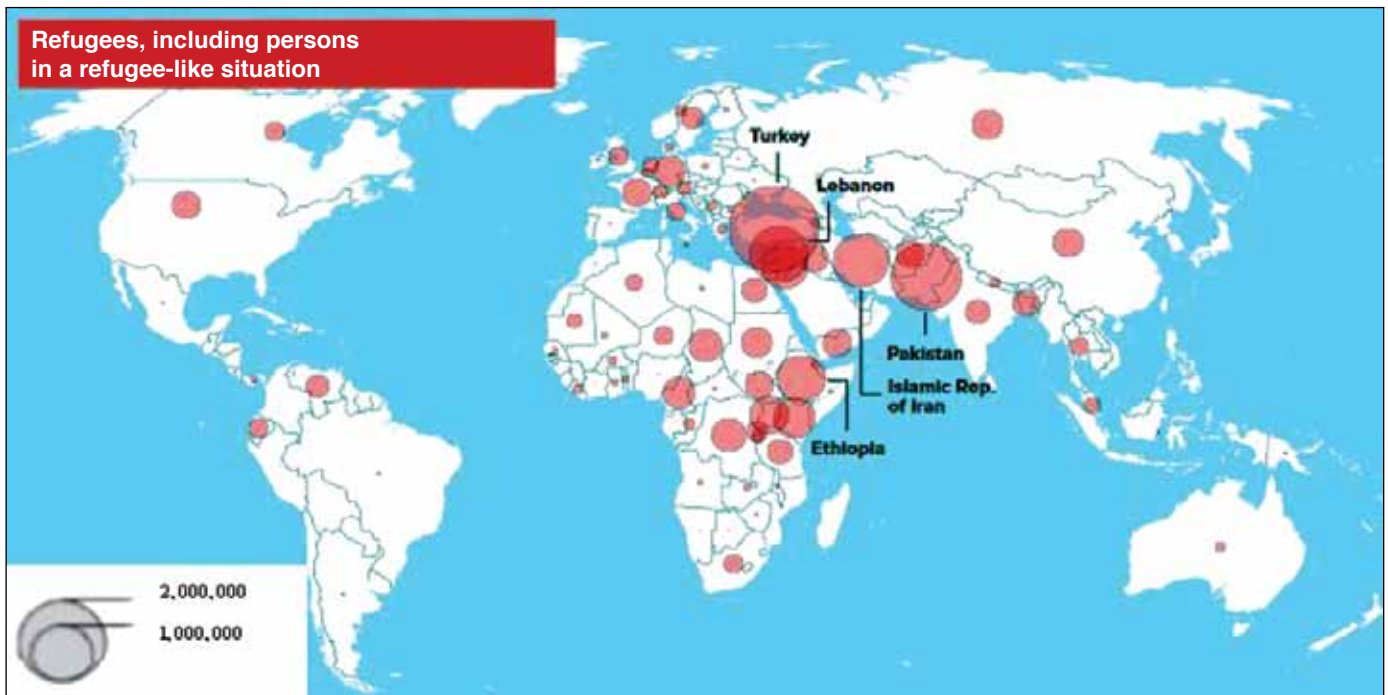 Refugees, including persons
in a refugee-like situation
Turkey
Lebanon
Pakistan
Islamic Rep.
of Iran
Ethiopia
2,000,000
1,000,000